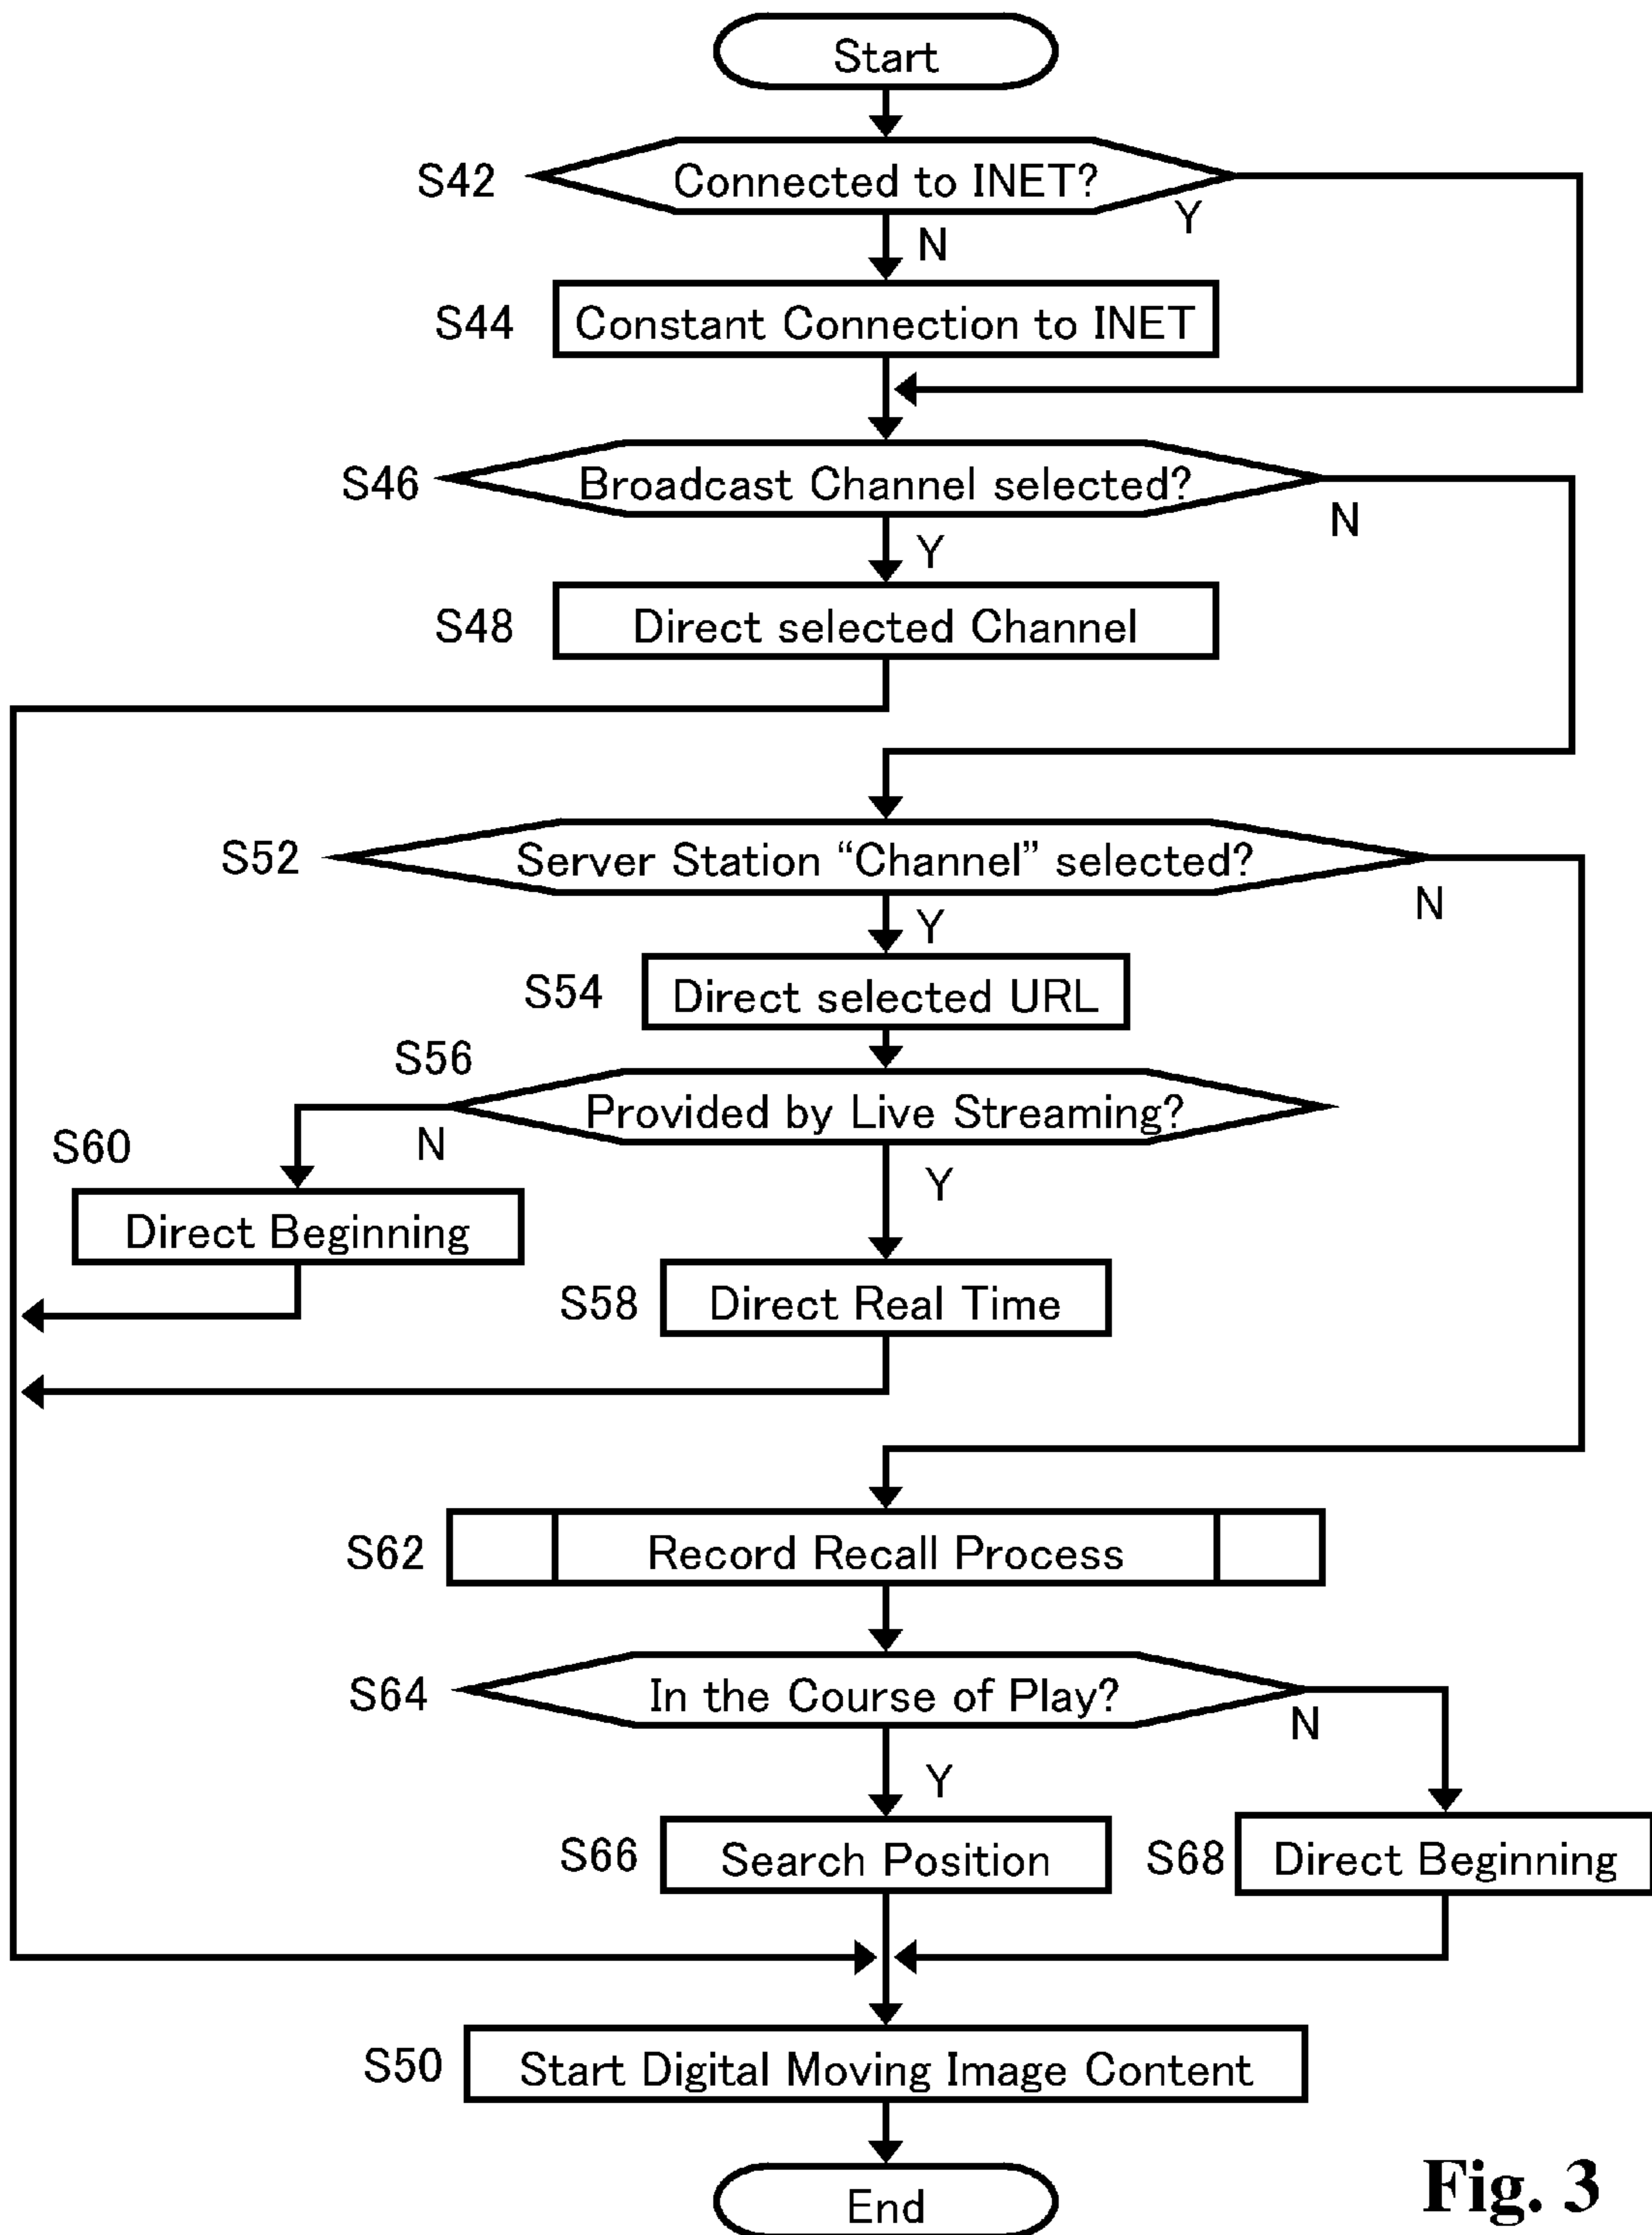 Start
S42
Connected to INET?
Y
N
S44
Constant Connection to INET
S46
Broadcast Channel selected?
N
Y
S48
Direct selected Channel
S52
Server Station “Channel” selected?
N
Y
S54
Direct selected URL
S56
Provided by Live Streaming?
S60
N
Y
Direct Beginning
S58
Direct Real Time
S62
Record Recall Process
S64
In the Course of Play?
N
Y
S66
Search Position
S68
Direct Beginning
S50
Start Digital Moving Image Content
End
Fig. 3